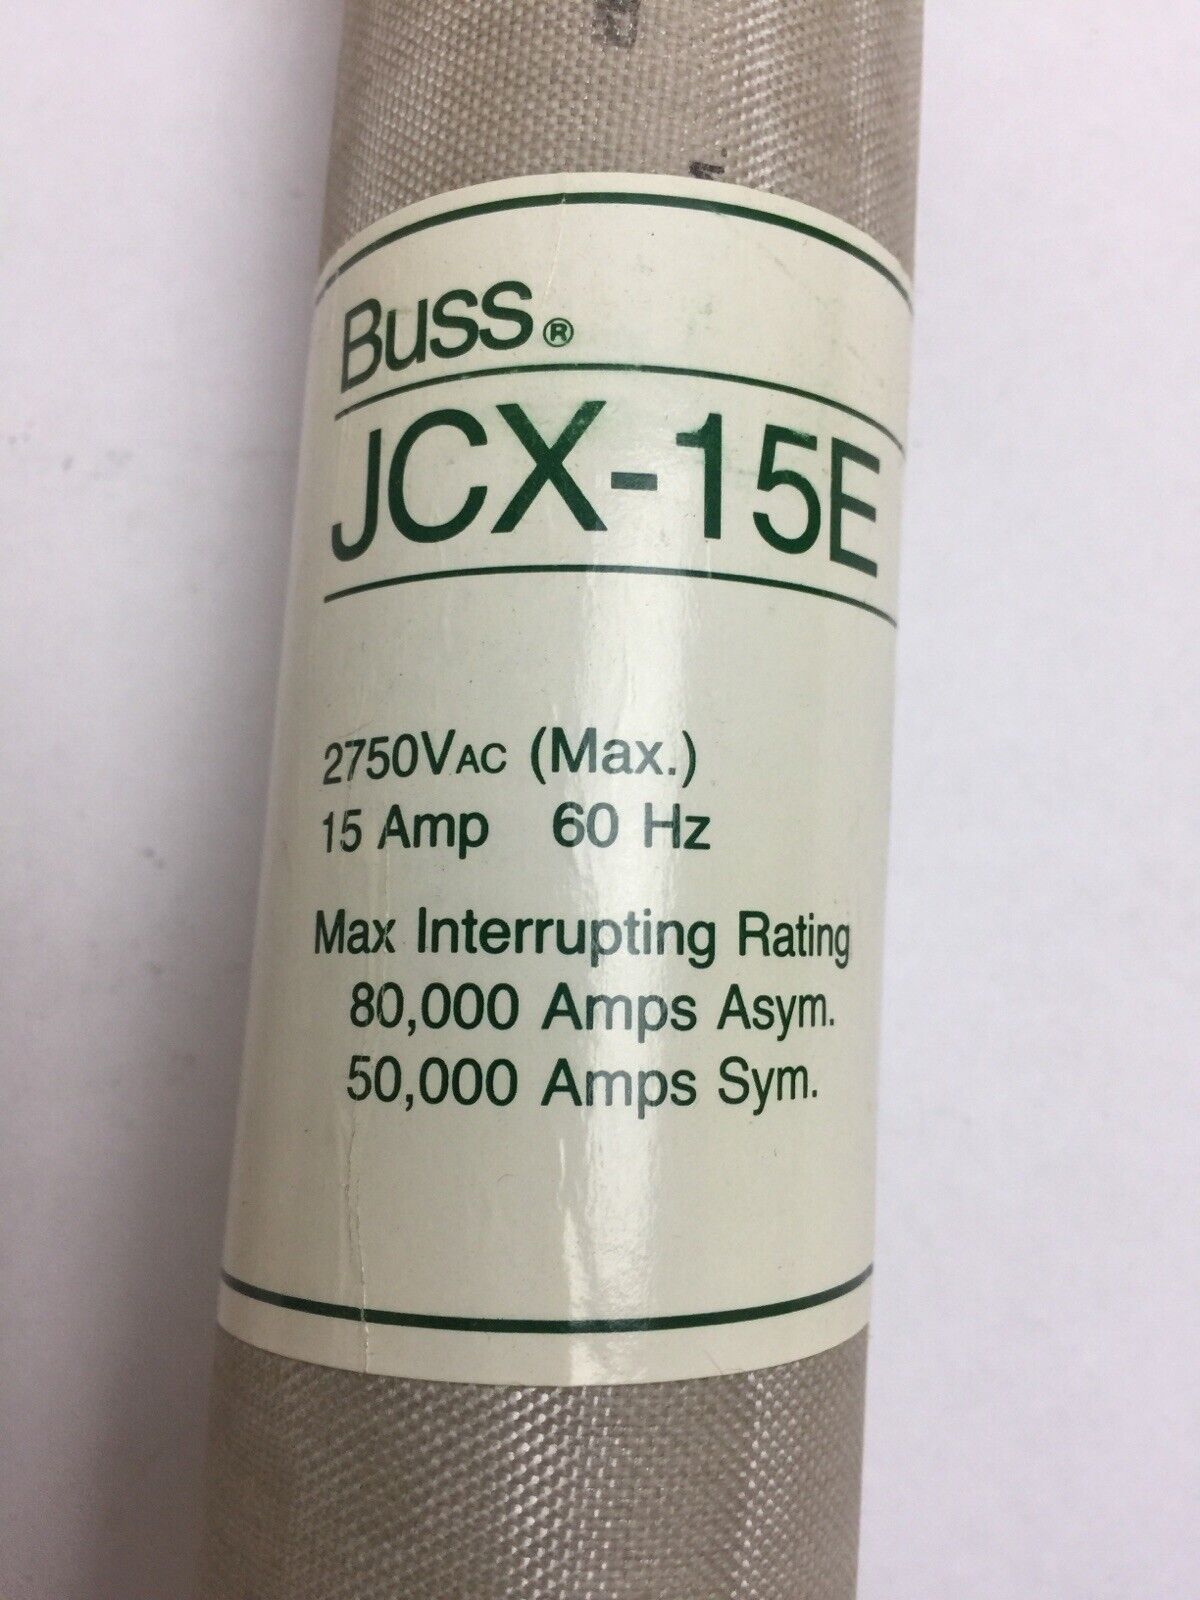 Buss®
JCX-15E
2750VAC (Max.)
15 Amp 60 Hz
Max Interrupting Rating
80,000 Amps Asym.
50,000 Amps Sym.